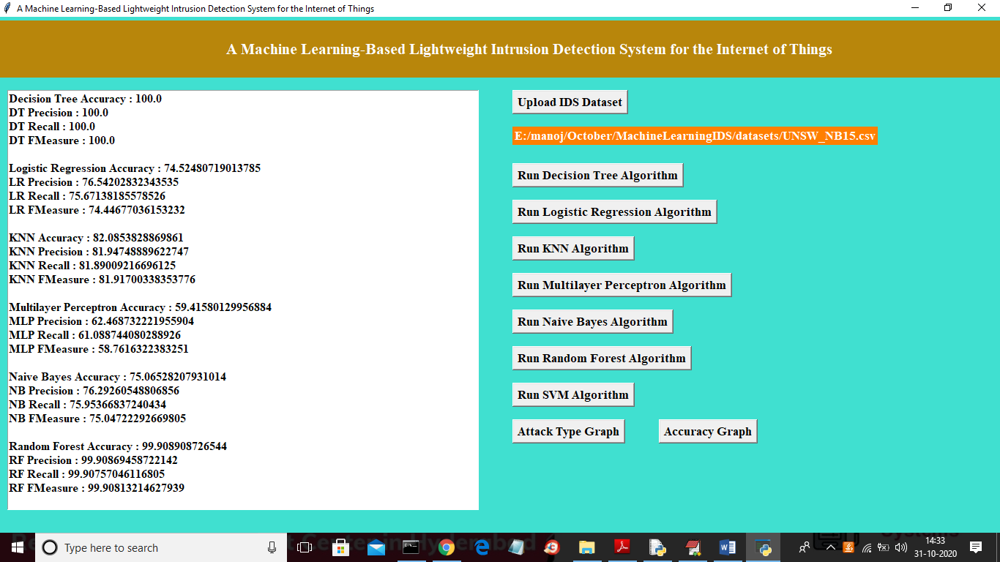 A Machine Learning-Based Lightweight Intrusion Detection System for the Internet of Things
A Machine Learning-Based Lightweight Intrusion Detection System for the Internet of Things
Decision Tree Accuracy : 100.0
DT Precision : 100.0
DT Recall : 100.0
DT FMeasure : 100.0
Logistic Regression Accuracy : 74.52480719013785
LR Precision : 76.54202832343535
LR Recall : 75.67138185578526
LR FMeasure : 74.44677036153232
KNN Accuracy : 82.0853828869861
KNN Precision : 81.94748889622747
KNN Recall : 81.89009216696125
KNN FMeasure : 81.91700338353776
Multilayer Perceptron Accuracy : 59.41580129956884
MLP Precision : 62.468732221955904
MLP Recall : 61.088744080288926
MLP FMeasure : 58.7616322383251
Naive Bayes Accuracy : 75.06528207931014
NB Precision : 76.29260548806856
NB Recall : 75.95366837240434
NB FMeasure : 75.04722292669805
Random Forest Accuracy : 99.908908726544
RF Precision : 99.90869458722142
RF Recall : 99.90757046116805
RF FMeasure : 99.90813214627939
Upload IDS Dataset
E:/manoj/October/MachineLearningIDS/datasets/UNSW_NB15.csv
Run Decision Tree Algorithm
Run Logistic Regression Algorithm
Run KNN Algorithm
Run Multilayer Perceptron Algorithm
Run Naive Bayes Algorithm
Run Random Forest Algorithm
Run SVM Algorithm
Attack Type Graph
Accuracy Graph
Type here to search
14:33
31-10-2020